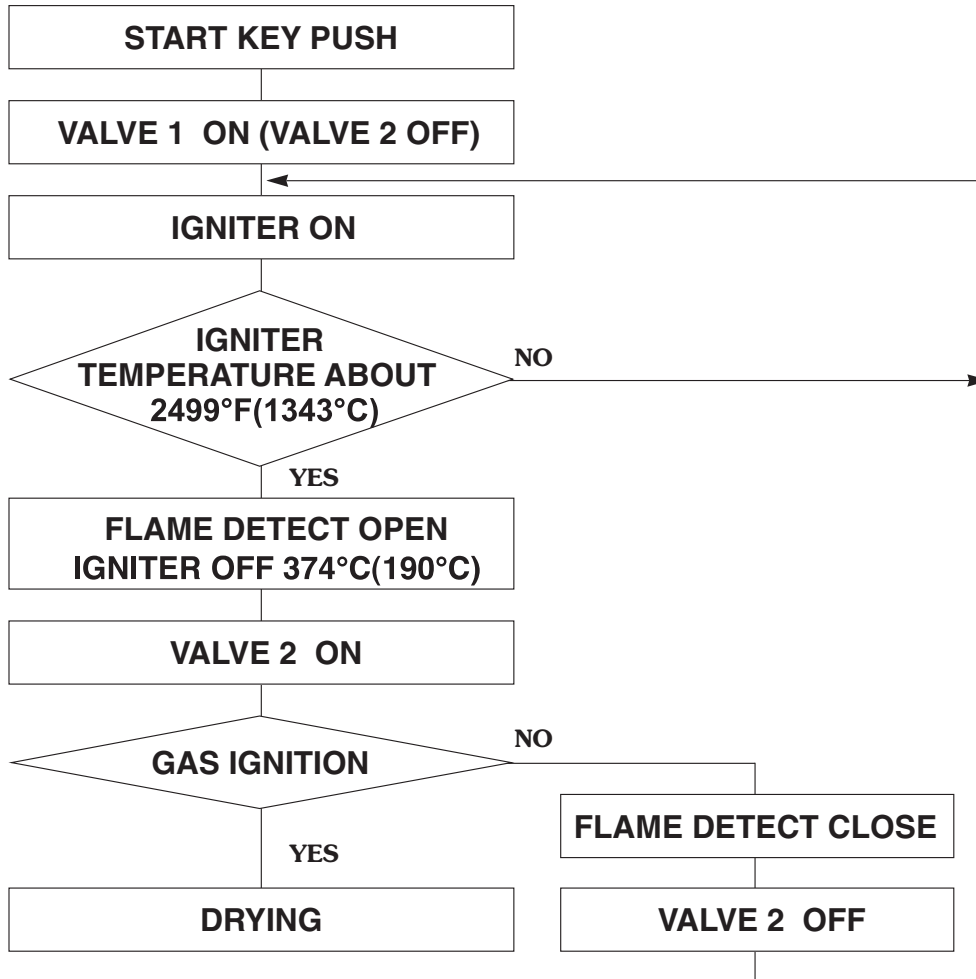 START KEY PUSH
VALVE 1 ON (VALVE 2 OFF)
IGNITER ON
IGNITER
TEMPERATURE ABOUT
2499°F(1343°C)
NO
YES
FLAME DETECT OPEN
IGNITER OFF 374°C(190°C)
VALVE 2 ON
GAS IGNITION
NO
YES
FLAME DETECT CLOSE
DRYING
VALVE 2 OFF